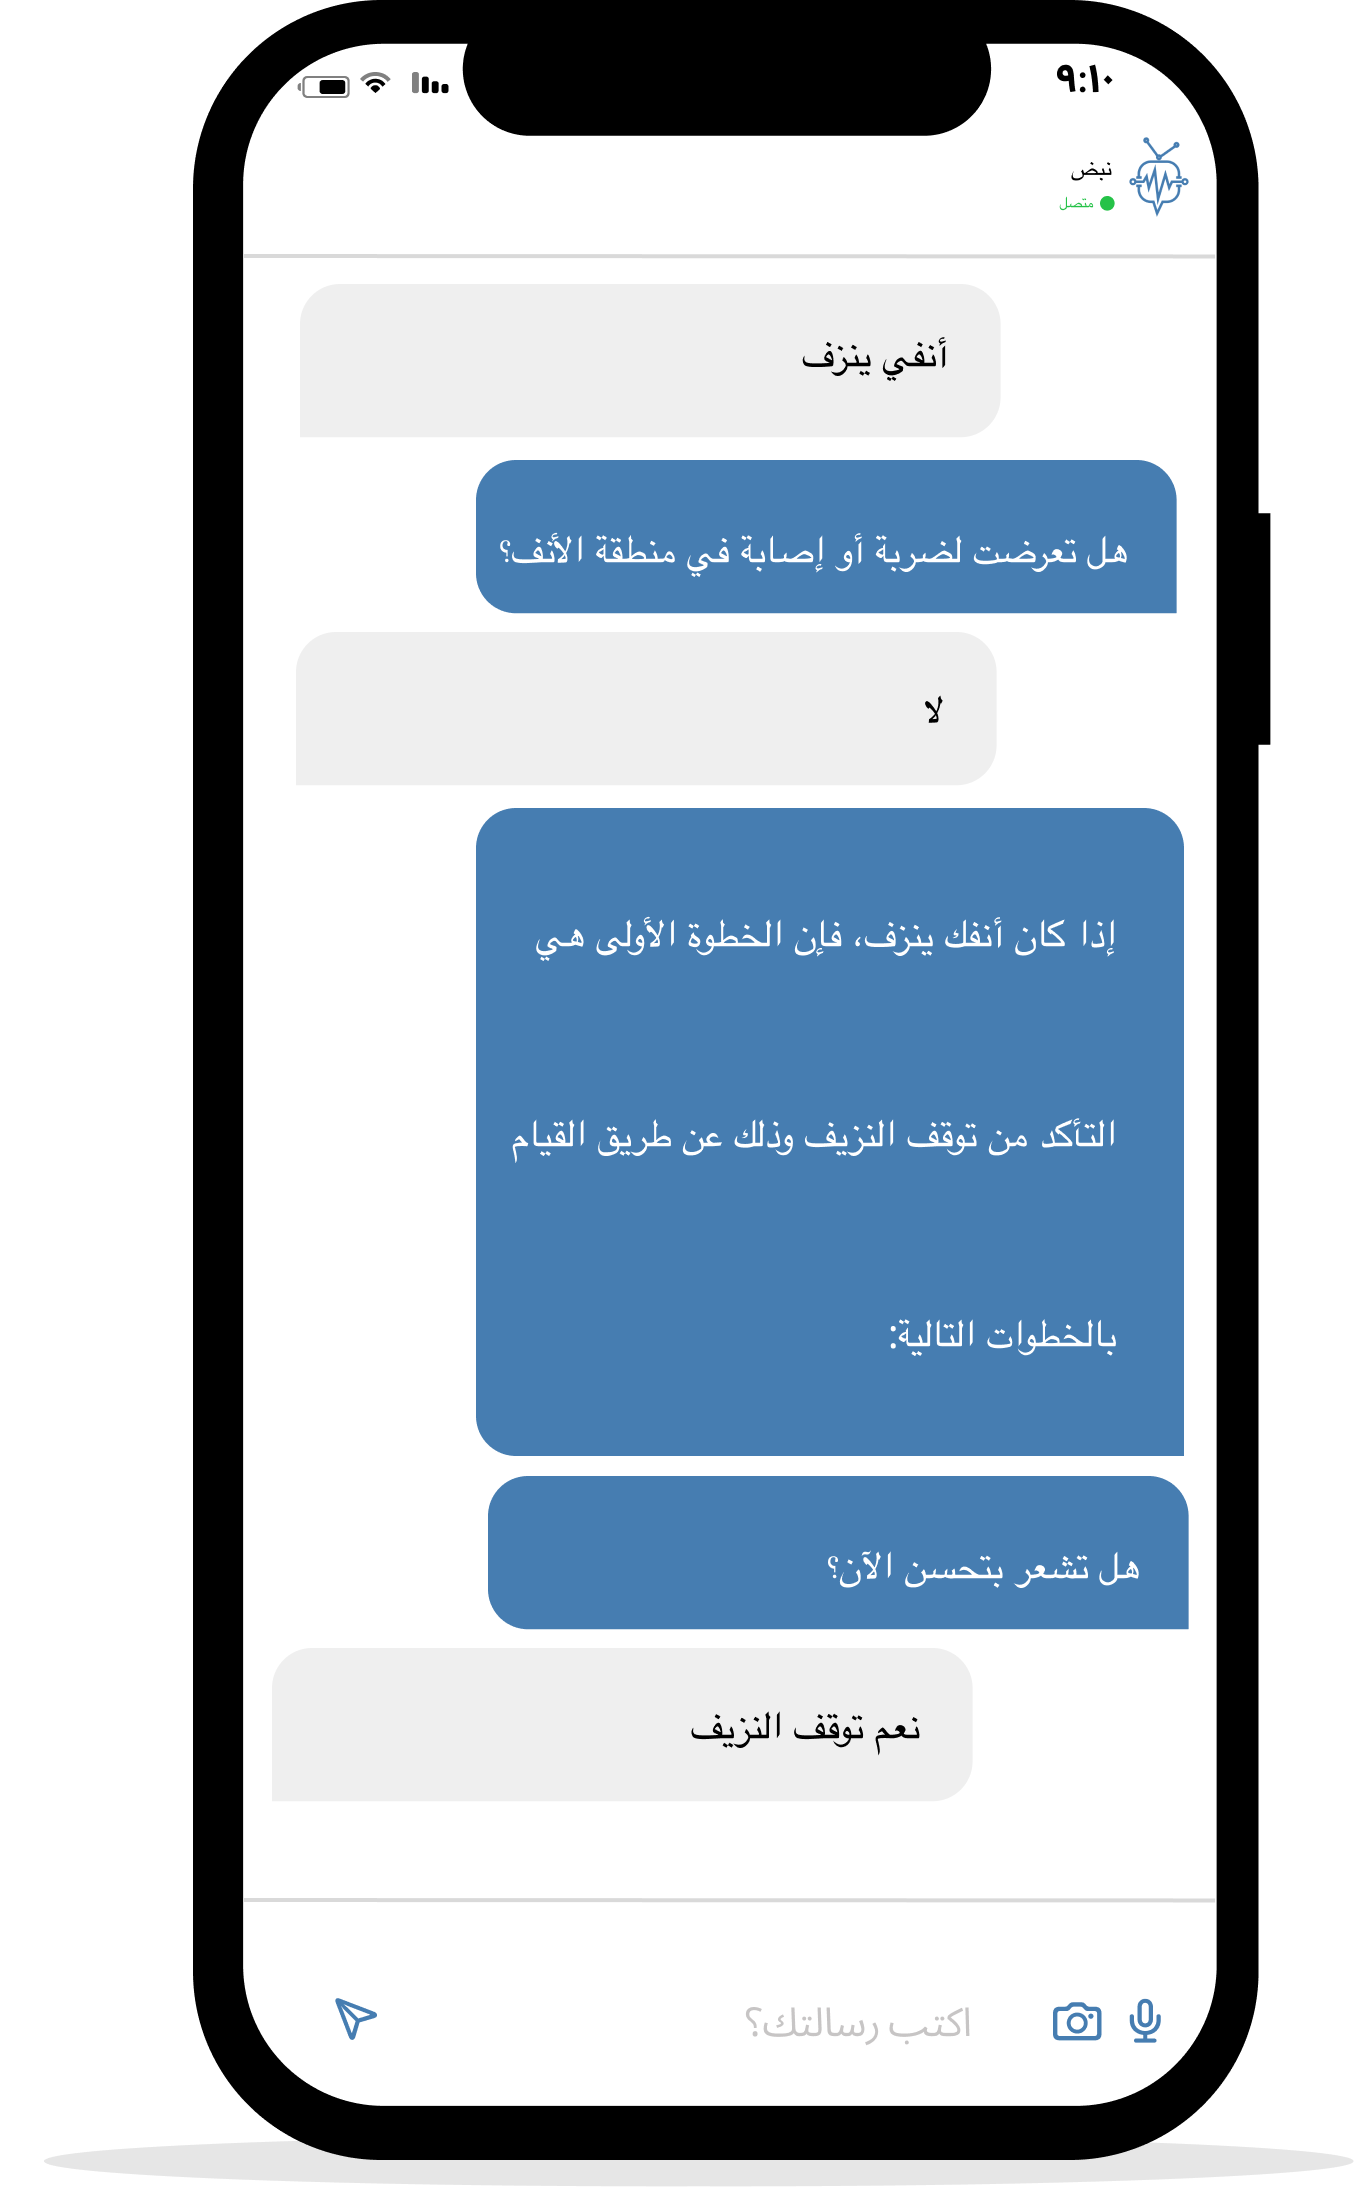 ٩:١٠
نبض
متصل
أنفي ينزف
هل تعرضت لضربة أو إصابة في منطقة الأنف؟
لا
إذا كان أنفك ينزف، فإن الخطوة الأولى هي
التأكد من توقف النزيف وذلك عن طريق القيام
بالخطوات التالية:
هل تشعر بتحسن الآن؟
نعم توقف النزيف
اكتب رسالتك؟